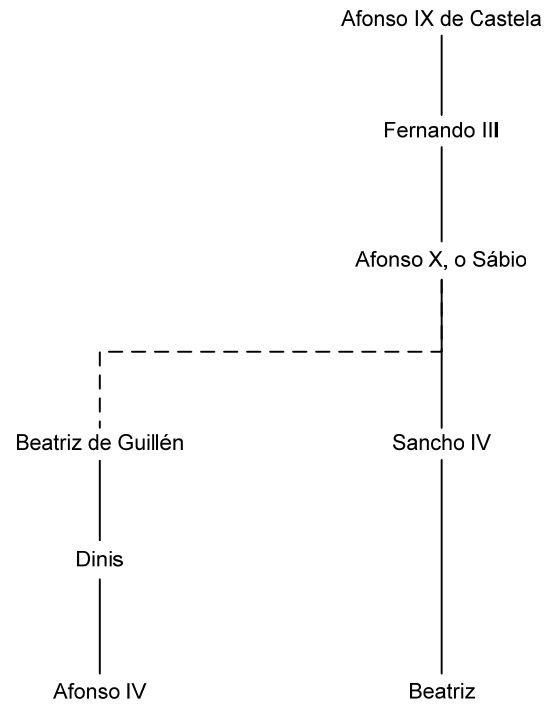 Afonso IX de Castela
Fernando III
Afonso X, o Sábio
Beatriz de Guillén
Sancho IV
Dinis
Afonso IV
Beatriz